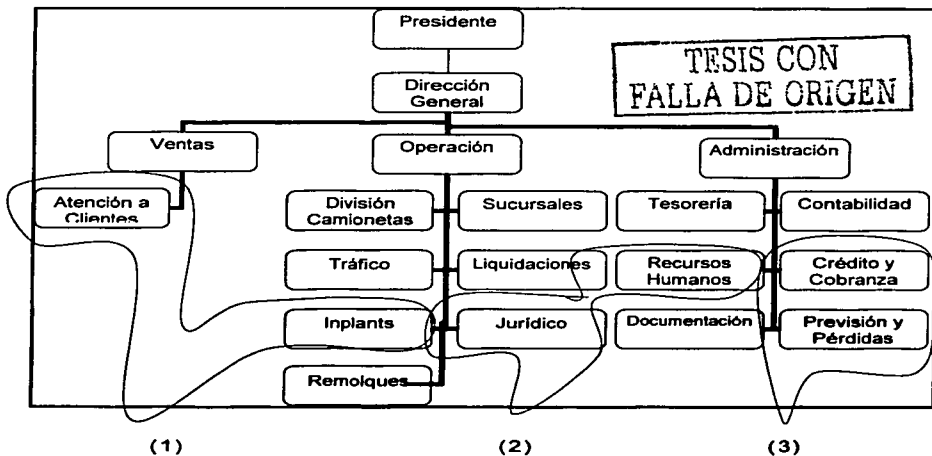 Presidente
TESIS CON
FALLA DE ORIGEN
Dirección
General
Ventas
Operación
Administración
Atención a
Clientes
División
Camionetas
Sucursales
Tesorería
Contabilidad
Tráfico
Liquidaciones
Recursos
Humanos
Crédito y
Cobranza
Inplants
Jurídico
Documentación
Previsión y
Pérdidas
Remolques
(1)
(2)
(3)